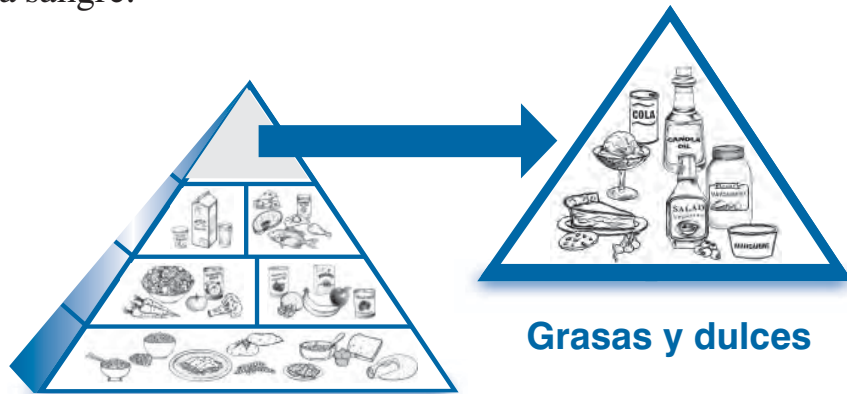 a sangre.
COLA
CANOLA
OIL
SALAD
MARGARINE
Grasas y dulces